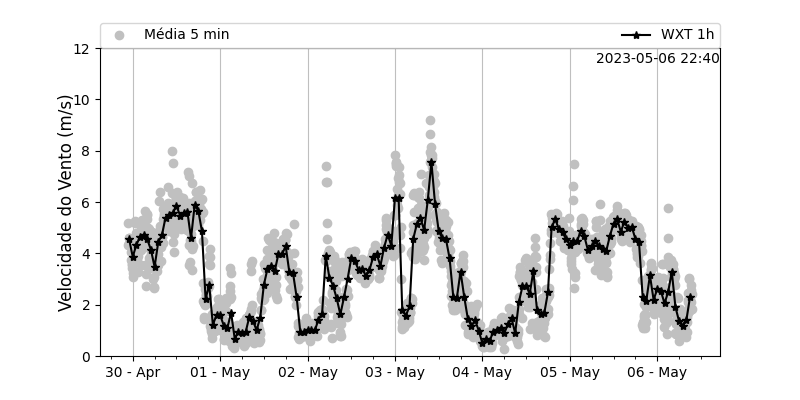 Média 5 min
WXT 1h
2023-05-06 22:40
Velocidade do Vento (m/s)
12
10
8
6
4
2
0
30 - Apr
01 - May
02 - May
03 - May
04 - May
05 - May
06 - May